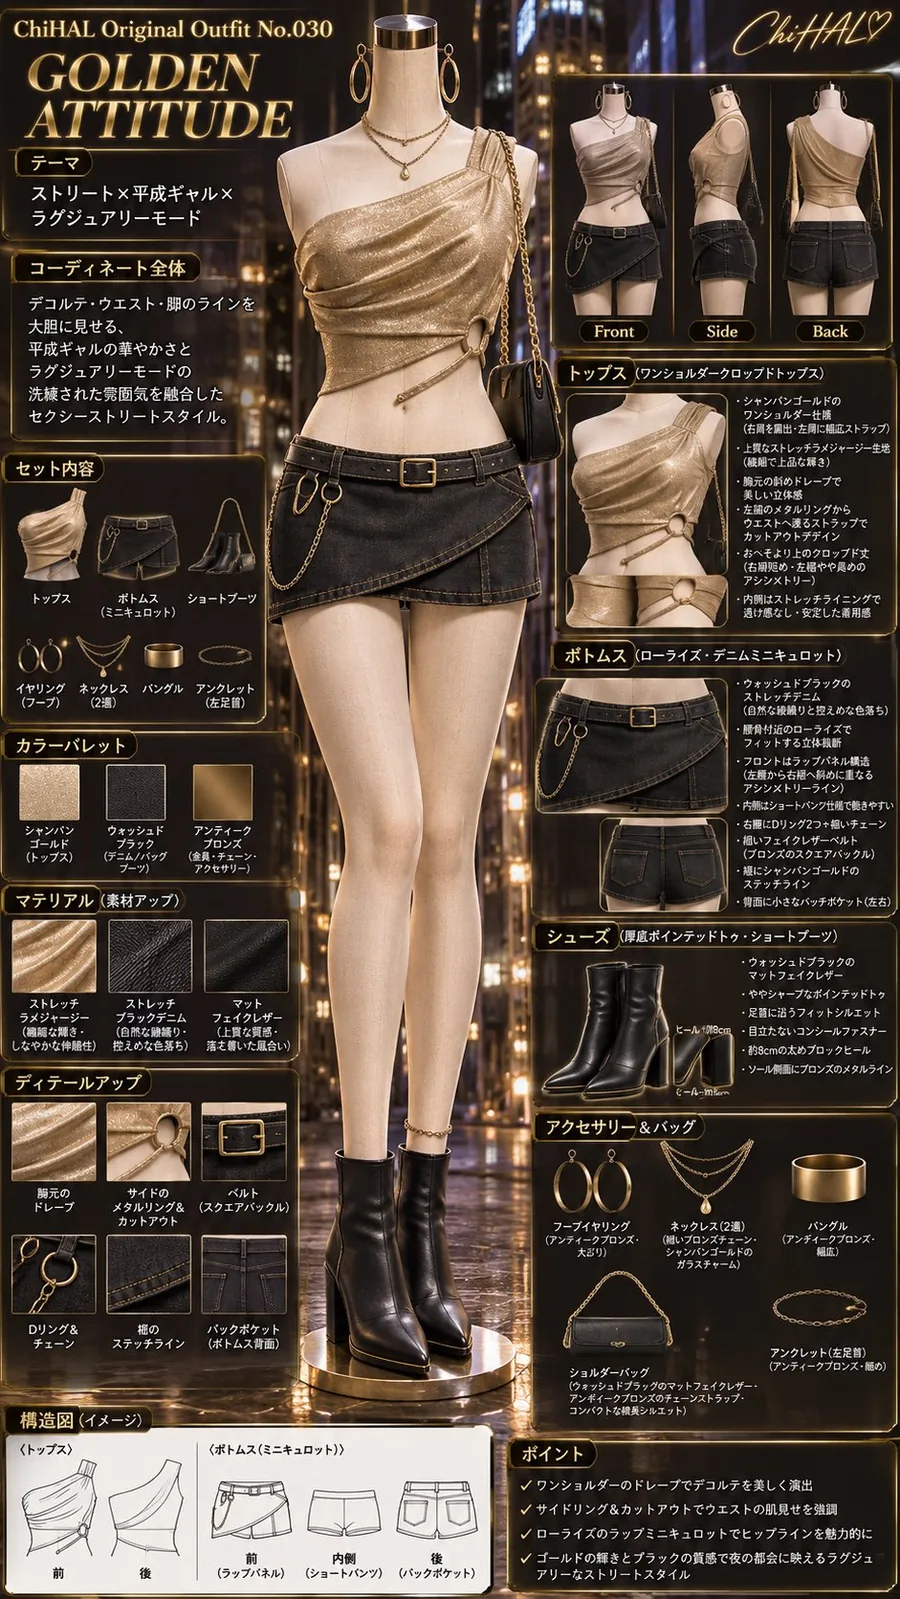 ChiHAL Original Outfit No.030
GOLDEN
ATTITUDE
ChiHAL♡
テーマ
ストリート×平成ギャル×
ラグジュアリーモード
コーディネート全体
デコルテ・ウエスト・脚のラインを
大胆に見せる、
平成ギャルの華やかさと
ラグジュアリーモードの
洗練された雰囲気を融合した
セクシーストリートスタイル。
セット内容
トップス
ボトムス
(ミニキュロット)
ショートブーツ
イヤリング
(フープ)
ネックレス
(2連)
バングル
アンクレット
(左足首)
カラーパレット
シャンパン
ゴールド
(トップス)
ウォッシュド
ブラック
(デニム/バッグ
ブーツ)
アンティーク
ブロンズ
(金具・チェーン・
アクセサリー)
マテリアル(素材アップ)
ストレッチ
ラメジャージー
(繊細な輝き・
しなやかな伸縮性)
ストレッチ
ブラックデニム
(自然な皺・
控えめな色落ち)
マット
フェイクレザー
(上質な質感・
落ち着いた風合い)
ディテールアップ
胸元の
ドレープ
サイドの
メタルリング&
カットアウト
ベルト
(スクエアバックル)
Dリング&
チェーン
裾の
ステッチライン
バックポケット
(ボトムス背面)
構造図(イメージ)
〈トップス〉
前
後
〈ボトムス(ミニキュロット)〉
前
(ラップパネル)
内側
(ショートパンツ)
後
(バックポケット)
Front
Side
Back
トップス(ワンショルダークロップドトップス)
・シャンパンゴールドの
ワンショルダー仕様
(右肩を露出・左肩に幅広ストラップ)
・上質なストレッチラメジャージー生地
(繊細で上品な輝き)
・胸元の斜めドレープで
美しい立体感
・左脇のメタルリングから
ウエストへ渡るストラップで
カットアウトデザイン
・おへそより上のクロップド丈
(右裾短め・左裾やや長めの
アシンメトリー)
・内側はストレッチライニングで
透け感なし・安定した着用感
ボトムス(ローライズ・デニムミニキュロット)
・ウォッシュドブラックの
ストレッチデニム
(自然な皺と控えめな色落ち)
・腰骨付近のローライズで
フィットする立体裁断
・フロントはラップパネル構造
(左腰から右裾へ斜めに重なる
アシンメトリーライン)
・内側はショートパンツ仕様で動きやすい
・右腰にDリング2つ+細いチェーン
・細いフェイクレザーベルト
(ブロンズのスクエアバックル)
・裾にシャンパンゴールドの
ステッチライン
・背面に小さなパッチポケット(左右)
シューズ(厚底ポインテッドトゥ・ショートブーツ)
・ウォッシュドブラックの
マットフェイクレザー
・ややシャープなポインテッドトゥ
・足首に沿うフィットシルエット
・目立たないコンシールファスナー
・約8cmの太めブロックヒール
・ソール側面にブロンズのメタルライン
アクセサリー&バッグ
フープイヤリング
(アンティークブロンズ・
大ぶり)
ネックレス(2連)
(細いブロンズチェーン・
シャンパンゴールドの
ガラスチャーム)
バングル
(アンティークブロンズ・
幅広)
ショルダーバッグ
(ウォッシュドブラックのマットフェイクレザー・
アンティークブロンズのチェーンストラップ・
コンパクトな横長シルエット)
アンクレット(左足首)
(アンティークブロンズ・細め)
ポイント
✓ ワンショルダーのドレープでデコルテを美しく演出
✓ サイドリング&カットアウトでウエストの肌見せを強調
✓ ローライズのラップミニキュロットでヒップラインを魅力的に
✓ ゴールドの輝きとブラックの質感で夜の都会に映えるラグジュ
アリーなストリートスタイル